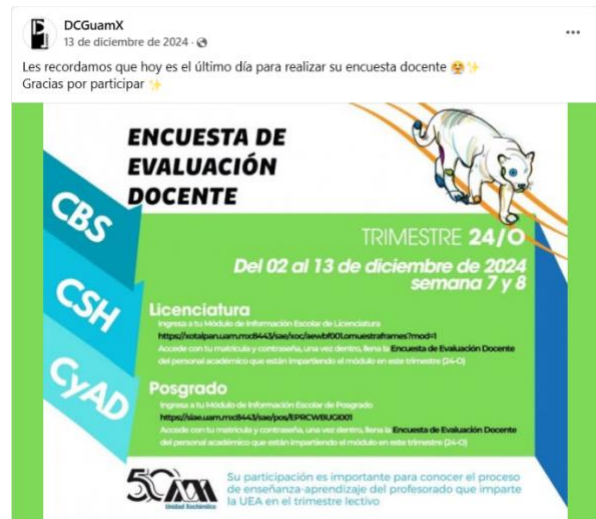 DCGuamX
13 de diciembre de 2024 ·
Les recordamos que hoy es el último día para realizar su encuesta docente
Gracias por participar
ENCUESTA DE
EVALUACIÓN
DOCENTE
CBS
CSH
CyAD
TRIMESTRE 24/O
Del 02 al 13 de diciembre de 2024
semana 7 y 8
Licenciatura
Ingresa a tu Módulo de Información Escolar de Licenciatura
Accede con tu matrícula y contraseña, una vez dentro, llena la Encuesta de Evaluación Docente
del personal académico que están impartiendo el módulo en este trimestre (24-O)
Posgrado
Ingresa a tu Módulo de Información Escolar de Posgrado
Accede con tu matrícula y contraseña, una vez dentro, llena la Encuesta de Evaluación Docente
del personal académico que están impartiendo el módulo en este trimestre (24-O)
50
Unidad Xochimilco
Su participación es importante para conocer el proceso
de enseñanza-aprendizaje del profesorado que imparte
la UEA en el trimestre lectivo